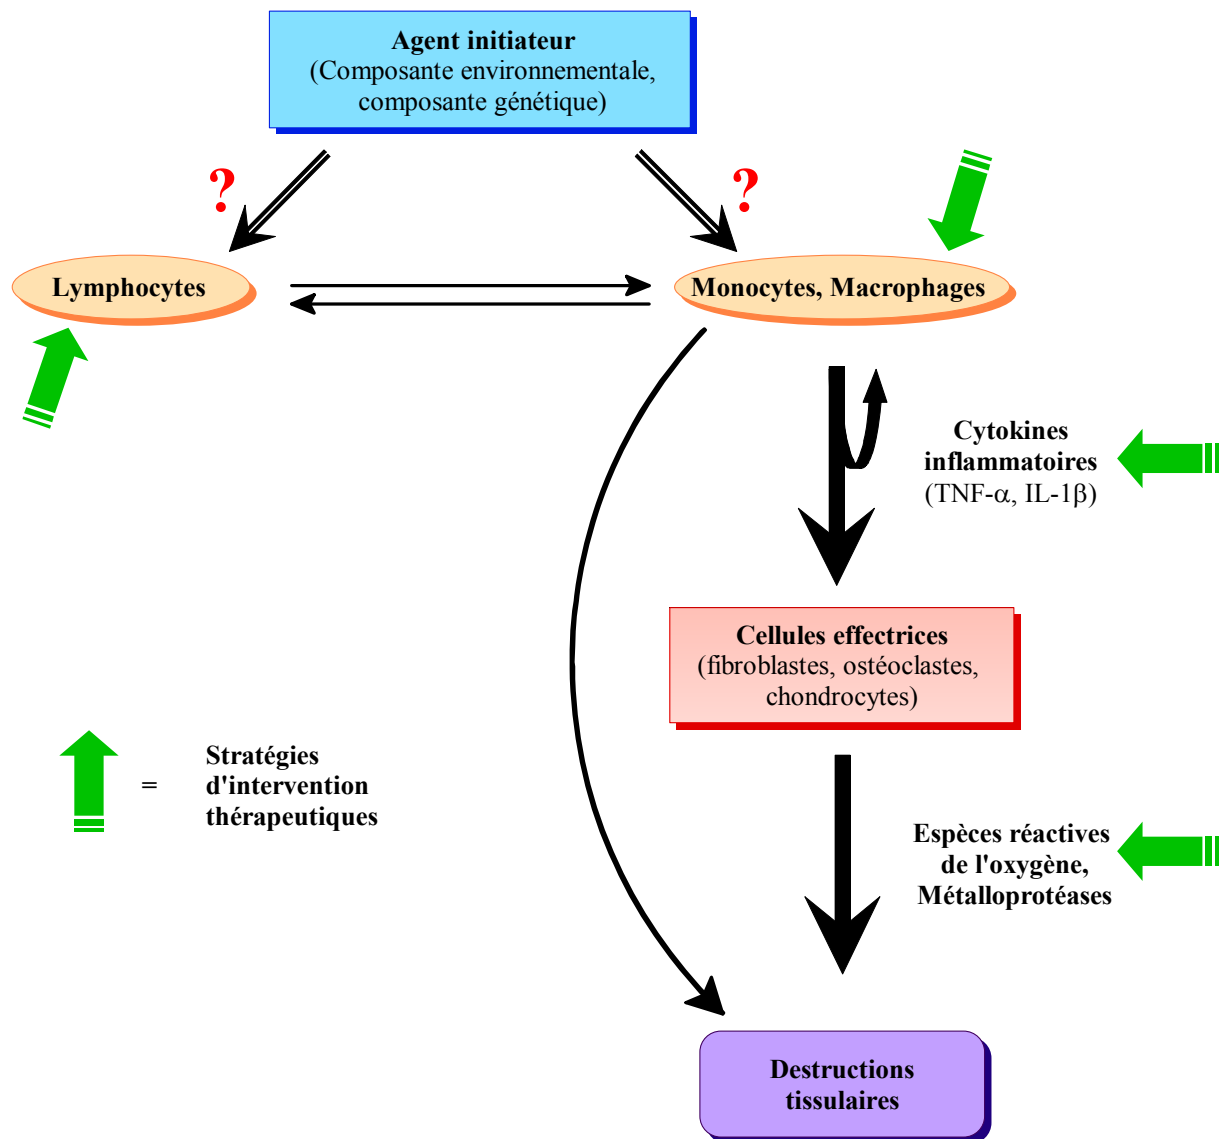 Agent initiateur
(Composante environnementale,
composante génétique)
?
?
Lymphocytes
Monocytes, Macrophages
Cytokines
inflammatoires
(TNF-α, IL-1β)
Cellules effectrices
(fibroblastes, ostéoclastes,
chondrocytes)
=
Stratégies
d'intervention
thérapeutiques
Espèces réactives
de l'oxygène,
Métalloprotéases
Destructions
tissulaires